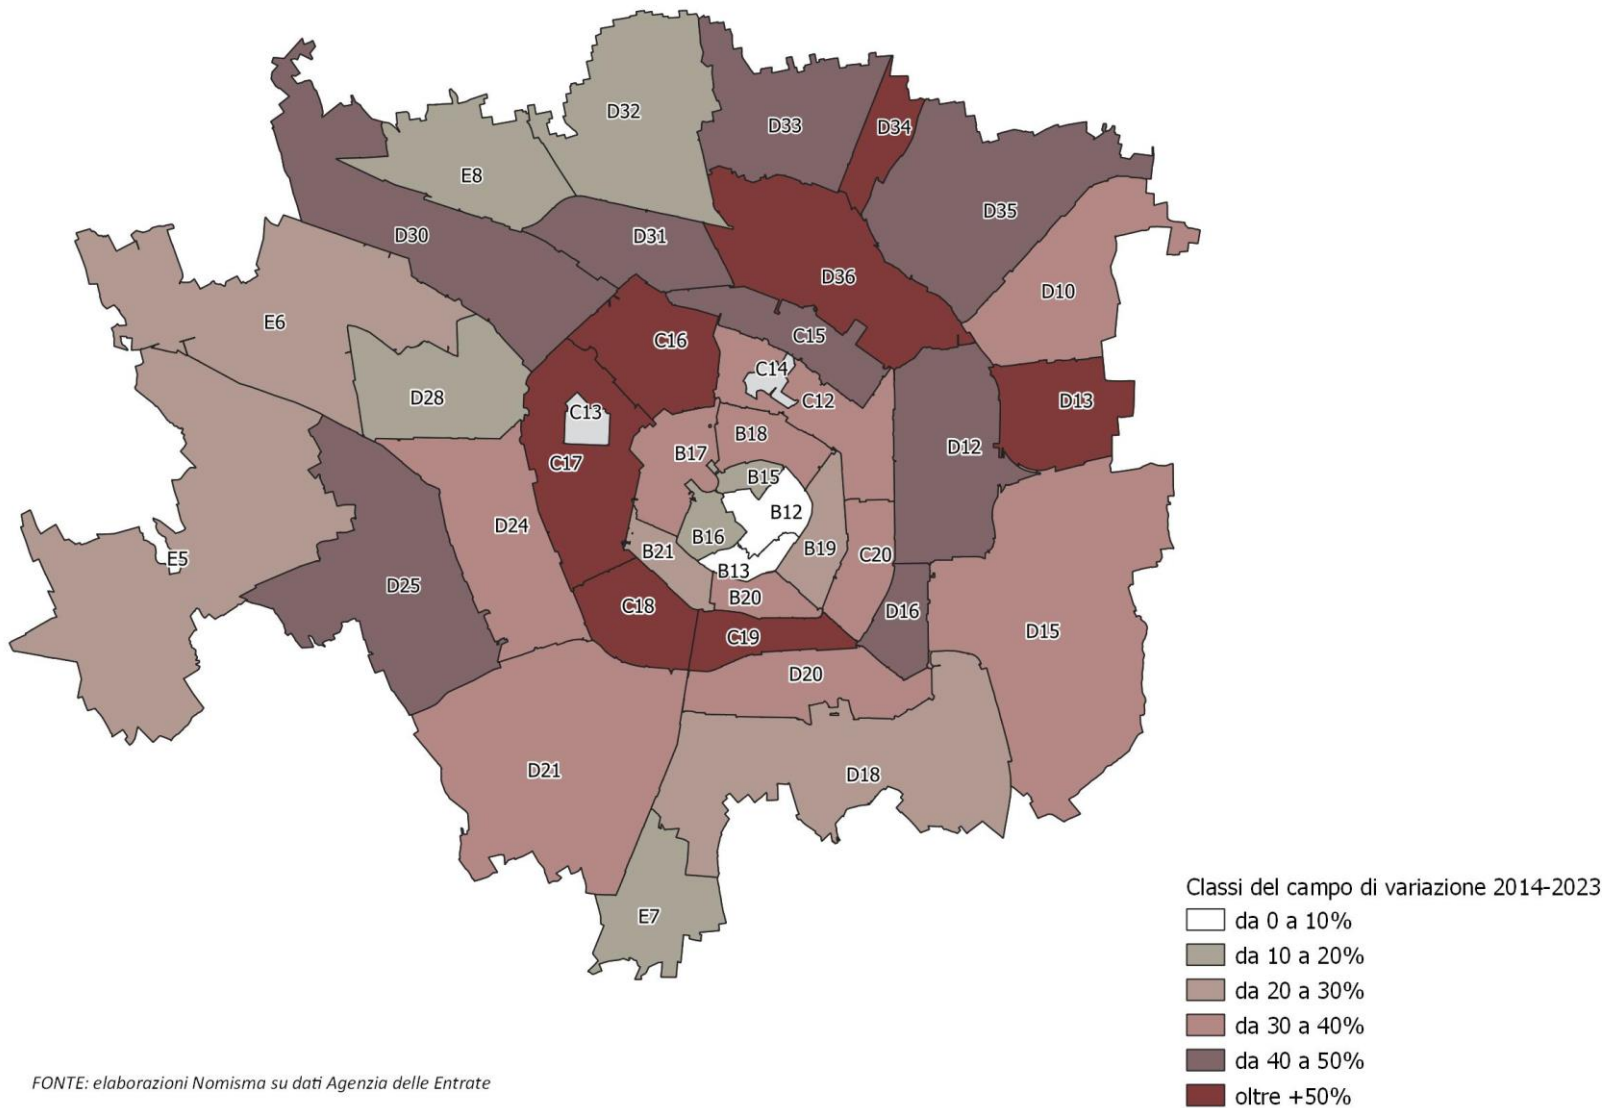 D32
D33
D34
E8
D35
D30
D31
D36
D10
E6
C15
C16
C14
D28
C12
D13
C13
B18
D12
B17
C17
B15
B12
D24
B16
B19
B21
C20
E5
B13
D25
B20
C18
D16
D15
C19
D20
D21
D18
E7
Classi del campo di variazione 2014-2023
da 0 a 10%
da 10 a 20%
da 20 a 30%
da 30 a 40%
da 40 a 50%
oltre +50%
FONTE: elaborazioni Nomisma su dati Agenzia delle Entrate